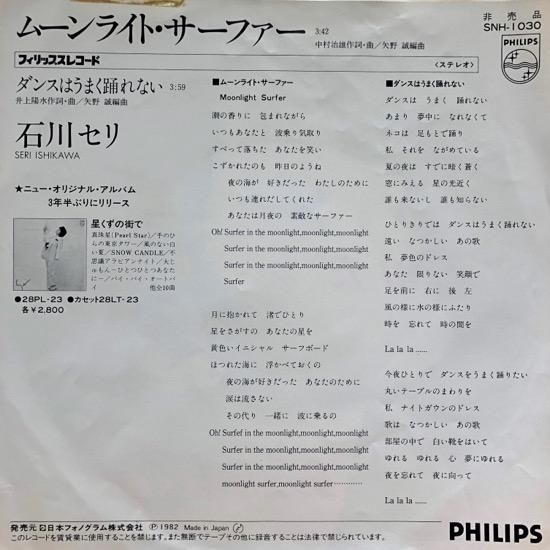 ムーンライト・サーファー 3:42
中村治雄作詞・曲／矢野 誠編曲
非売品
SNH-1030
PHILIPS
フィリップスレコード
〈ステレオ〉
ダンスはうまく踊れない 3:59
井上陽水作詞・曲／矢野 誠編曲
石川セリ
SERI ISHIKAWA
★ニュー・オリジナル・アルバム
3年半ぶりにリリース
星くずの街で
真珠星(Pearl Star)／手のひ
らの東京タワー／風のない白
い夏／SNOW CANDLE／不
思議アラビアンナイト／大じ
ゅもん－ひとつひとつあなた
に－／バイ・バイ・オートバ
イ 他全10曲
●28PL-23 ●カセット28LT-23
各￥2,800
■ムーンライト・サーファー
Moonlight Surfer
潮の香りに 包まれながら
いつもあなたと 波乗り気取り
すべって落ちた あなたを笑い
こずかれたのも 昨日のようね
夜の海が 好きだった わたしのために
いつも連れだしてくれた
あなたは月夜の 素敵なサーファー
Oh! Surfer in the moonlight,moonlight,moonlight
Surfer in the moonlight,moonlight,moonlight
Surfer in the moonlight,moonlight,moonlight
Surfer
月に抱かれて 渚でひとり
星をさがすの あなたの星を
黄色いイニシャル サーフボード
はつれた海に 浮かべておくの
夜の海が好きだった あなたのために
涙は流さない
その代り 一緒に 波に乗るの
Oh! Surfef in the moonlight,moonlight,moonlight
Surfer in the moonlight,moonlight,moonlight
Surfer in the moonlight,moonlight,moonlight
moonlight surfer,moonlight surfer…………
■ダンスはうまく踊れない
ダンスは うまく 踊れない
あまり 夢中に なれなくて
ネコは 足もとで踊り
私 それを ながめている
夏の夜は すでに暗く蒼く
窓にみえる 星の光近く
誰も来ないし 誰も知らない
ひとりきりでは ダンスはうまく踊れない
遠い なつかしい あの歌
私 夢色のドレス
あなた 限りない 笑顔で
足を前に 右に 後 左
風の様に水の様にふたり
時を 忘れて 時の間を
La la la ……
今夜ひとりで ダンスをうまく踊りたい
丸いテーブルのまわりを
私 ナイトガウンのドレス
歌は なつかしい あの歌
部屋の中で 白い靴をはいて
ゆれる ゆれる 心 夢にゆれる
夜を忘れて 夜に向って
La la la ……
発売元 日本フォノグラム株式会社 Ⓟ1982 Made in Japan
このレコードを賃貸業に使用することを禁じます。また無断でテープその他に録音することは法律で禁じられています。
PHILIPS